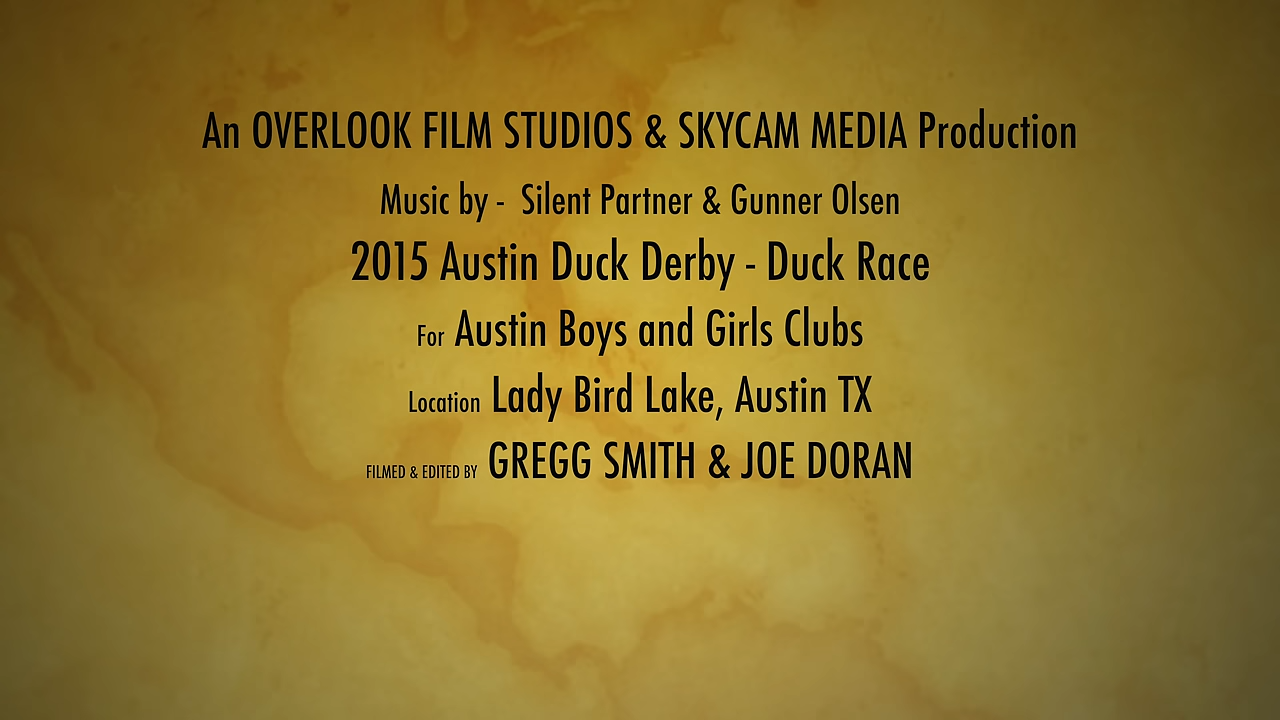 An OVERLOOK FILM STUDIOS & SKYCAM MEDIA Production
Music by -  Silent Partner & Gunner Olsen
2015 Austin Duck Derby - Duck Race
For Austin Boys and Girls Clubs
Location Lady Bird Lake, Austin TX
FILMED & EDITED BY GREGG SMITH & JOE DORAN